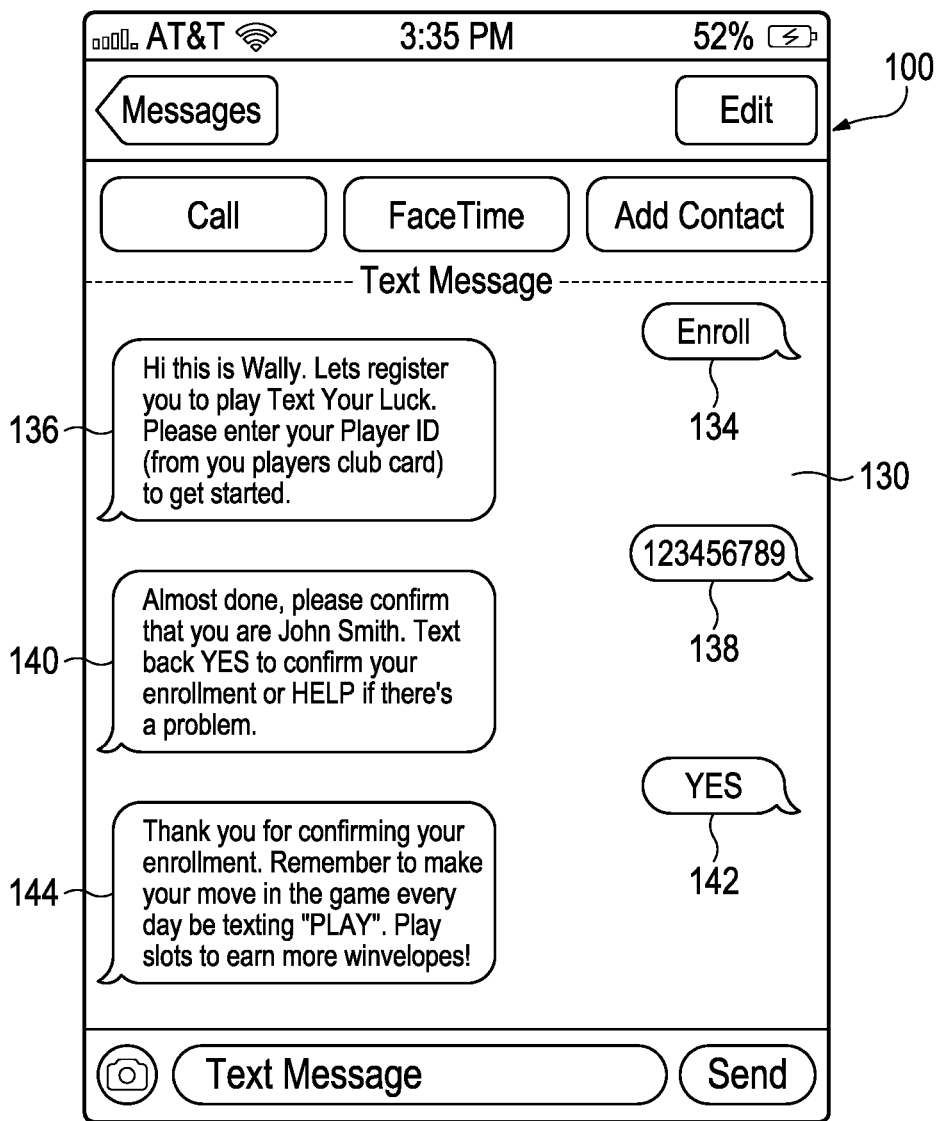 AT&T 3:35 PM 52%
100
Messages Edit
Call FaceTime Add Contact
Text Message
Enroll
134
136
Hi this is Wally. Lets register
you to play Text Your Luck.
Please enter your Player ID
(from you players club card)
to get started.
130
123456789
138
140
Almost done, please confirm
that you are John Smith. Text
back YES to confirm your
enrollment or HELP if there's
a problem.
YES
142
144
Thank you for confirming your
enrollment. Remember to make
your move in the game every
day be texting "PLAY". Play
slots to earn more winvelopes!
Text Message Send